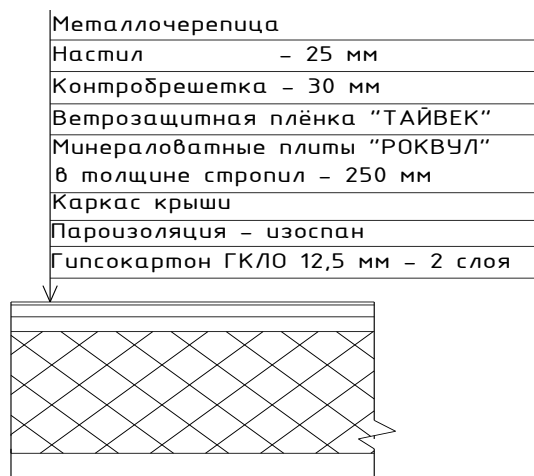 Металлочерепица
Настил – 25 мм
Контробрешетка – 30 мм
Ветрозащитная плёнка "ТАЙВЕК"
Минераловатные плиты "РОКВУЛ"
в толщине стропил – 250 мм
Каркас крыши
Пароизоляция – изоспан
Гипсокартон ГКЛО 12,5 мм – 2 слоя